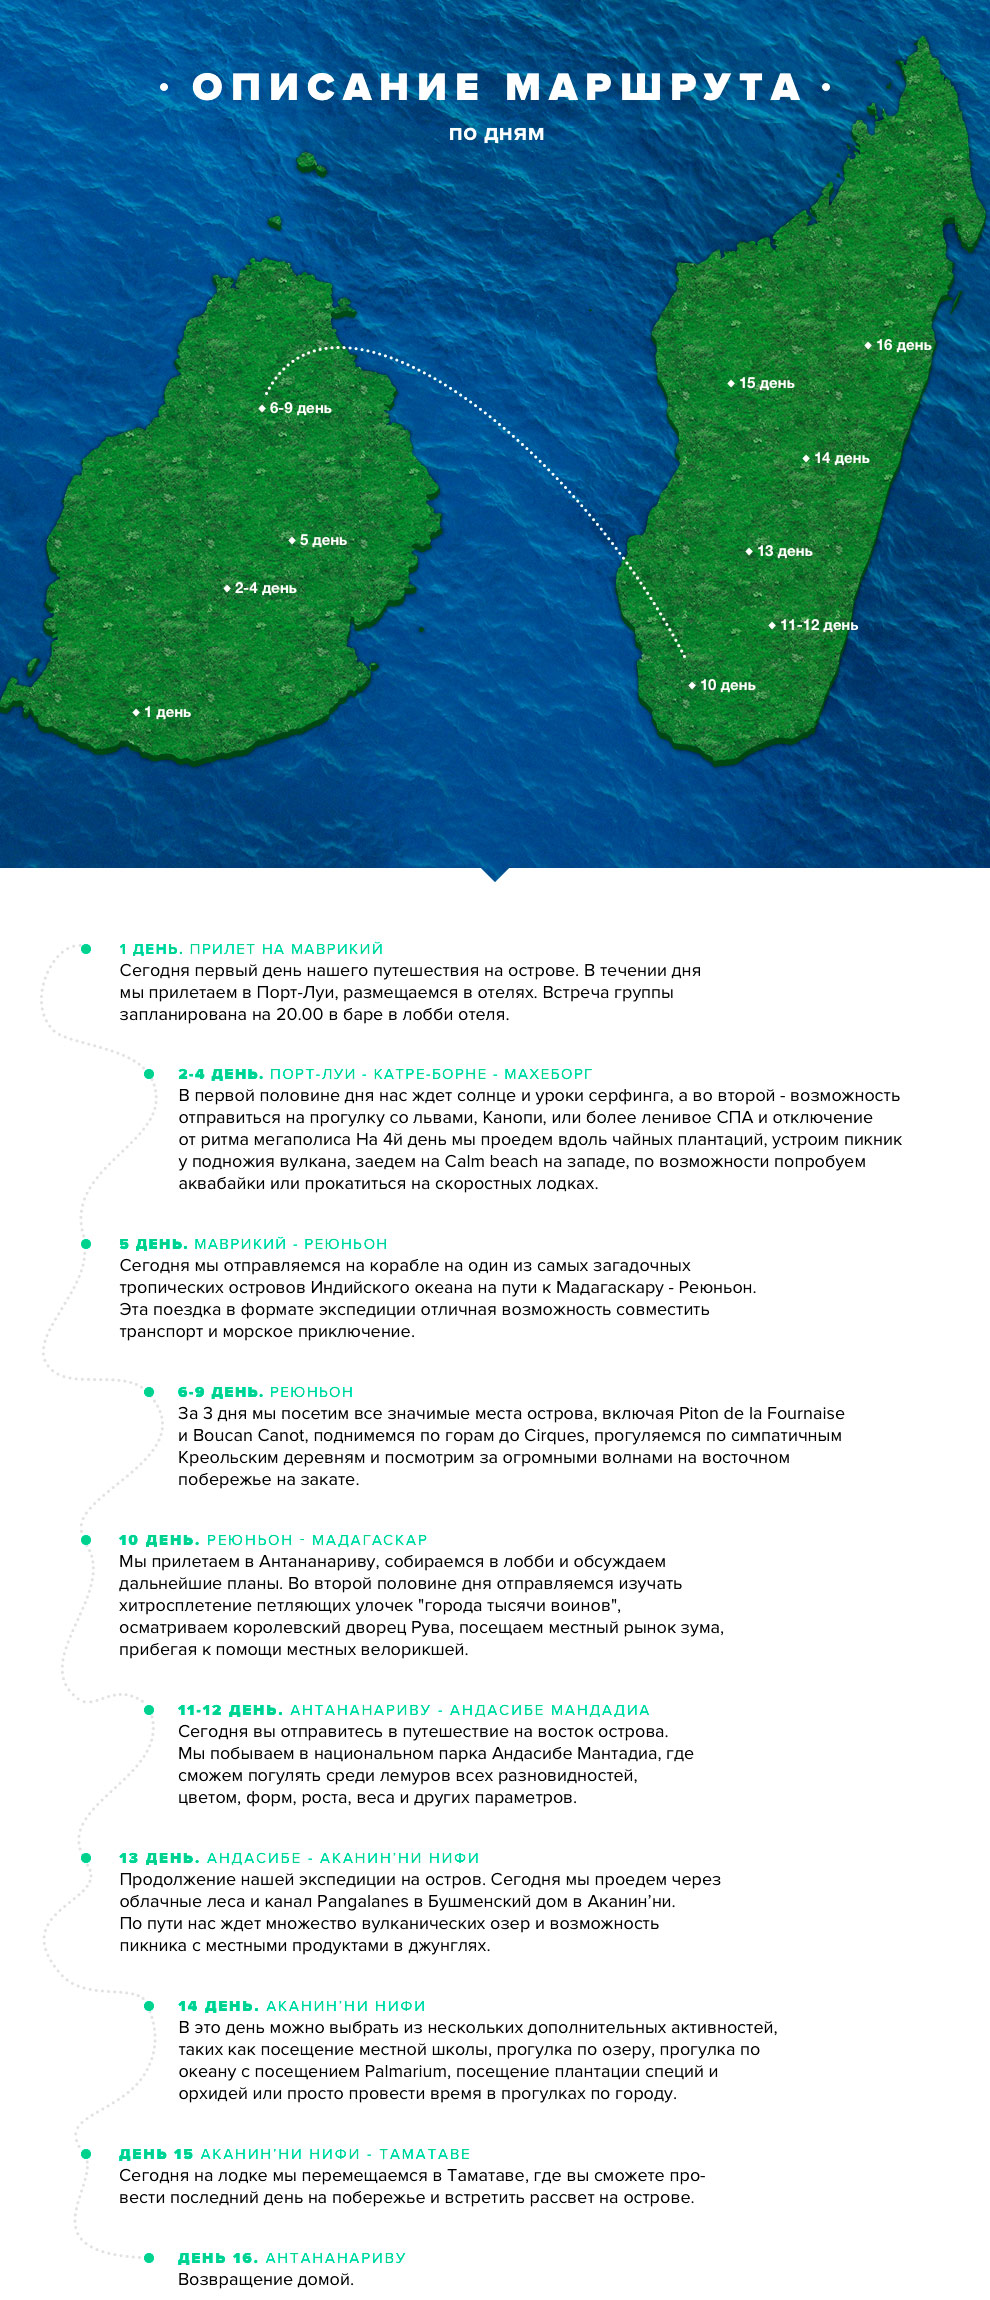 • ОПИСАНИЕ МАРШРУТА •
ПО ДНЯМ
16 день
15 день
6-9 день
14 день
5 день
13 день
2-4 день
11-12 день
10 день
1 день
1 ДЕНЬ. ПРИЛЕТ НА МАВРИКИЙ
Сегодня первый день нашего путешествия на острове. В течении дня
мы прилетаем в Порт-Луи, размещаемся в отелях. Встреча группы
запланирована на 20.00 в баре в лобби отеля.
2-4 ДЕНЬ. ПОРТ-ЛУИ - КАТРЕ-БОРНЕ - МАХЕБОРГ
В первой половине дня нас ждет солнце и уроки серфинга, а во второй - возможность
отправиться на прогулку со львами, Канопи, или более ленивое СПА и отключение
от ритма мегаполиса На 4й день мы проедем вдоль чайных плантаций, устроим пикник
у подножия вулкана, заедем на Calm beach на западе, по возможности попробуем
аквабайки или прокатиться на скоростных лодках.
5 ДЕНЬ. МАВРИКИЙ - РЕЮНЬОН
Сегодня мы отправляемся на корабле на один из самых загадочных
тропических островов Индийского океана на пути к Мадагаскару - Реюньон.
Эта поездка в формате экспедиции отличная возможность совместить
транспорт и морское приключение.
6-9 ДЕНЬ. РЕЮНЬОН
За 3 дня мы посетим все значимые места острова, включая Piton de la Fournaise
и Boucan Canot, поднимемся по горам до Cirques, прогуляемся по симпатичным
Креольским деревням и посмотрим за огромными волнами на восточном
побережье на закате.
10 ДЕНЬ. РЕЮНЬОН - МАДАГАСКАР
Мы прилетаем в Антананариву, собираемся в лобби и обсуждаем
дальнейшие планы. Во второй половине дня отправляемся изучать
хитросплетение петляющих улочек "города тысячи воинов",
осматриваем королевский дворец Рува, посещаем местный рынок зума,
прибегая к помощи местных велорикшей.
11-12 ДЕНЬ. АНТАНАНАРИВУ - АНДАСИБЕ МАНДАДИА
Сегодня вы отправитесь в путешествие на восток острова.
Мы побываем в национальном парка Андасибе Мантадиа, где
сможем погулять среди лемуров всех разновидностей,
цветом, форм, роста, веса и других параметров.
13 ДЕНЬ. АНДАСИБЕ - АКАНИН'НИ НИФИ
Продолжение нашей экспедиции на остров. Сегодня мы проедем через
облачные леса и канал Pangalanes в Бушменский дом в Аканин'ни.
По пути нас ждет множество вулканических озер и возможность
пикника с местными продуктами в джунглях.
14 ДЕНЬ. АКАНИН'НИ НИФИ
В это день можно выбрать из нескольких дополнительных активностей,
таких как посещение местной школы, прогулка по озеру, прогулка по
океану с посещением Palmarium, посещение плантации специй и
орхидей или просто провести время в прогулках по городу.
ДЕНЬ 15 АКАНИН'НИ НИФИ - ТАМАТАВЕ
Сегодня на лодке мы перемещаемся в Таматаве, где вы сможете про-
вести последний день на побережье и встретить рассвет на острове.
ДЕНЬ 16. АНТАНАНАРИВУ
Возвращение домой.